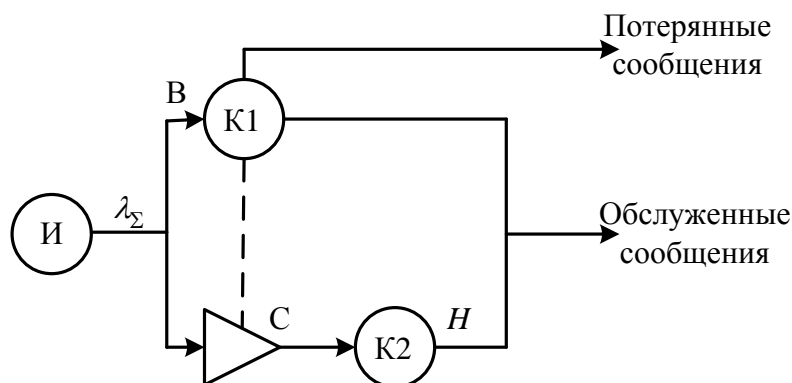 Потерянные
сообщения
В
К1
λΣ
И
Обслуженные
сообщения
С
К2
H